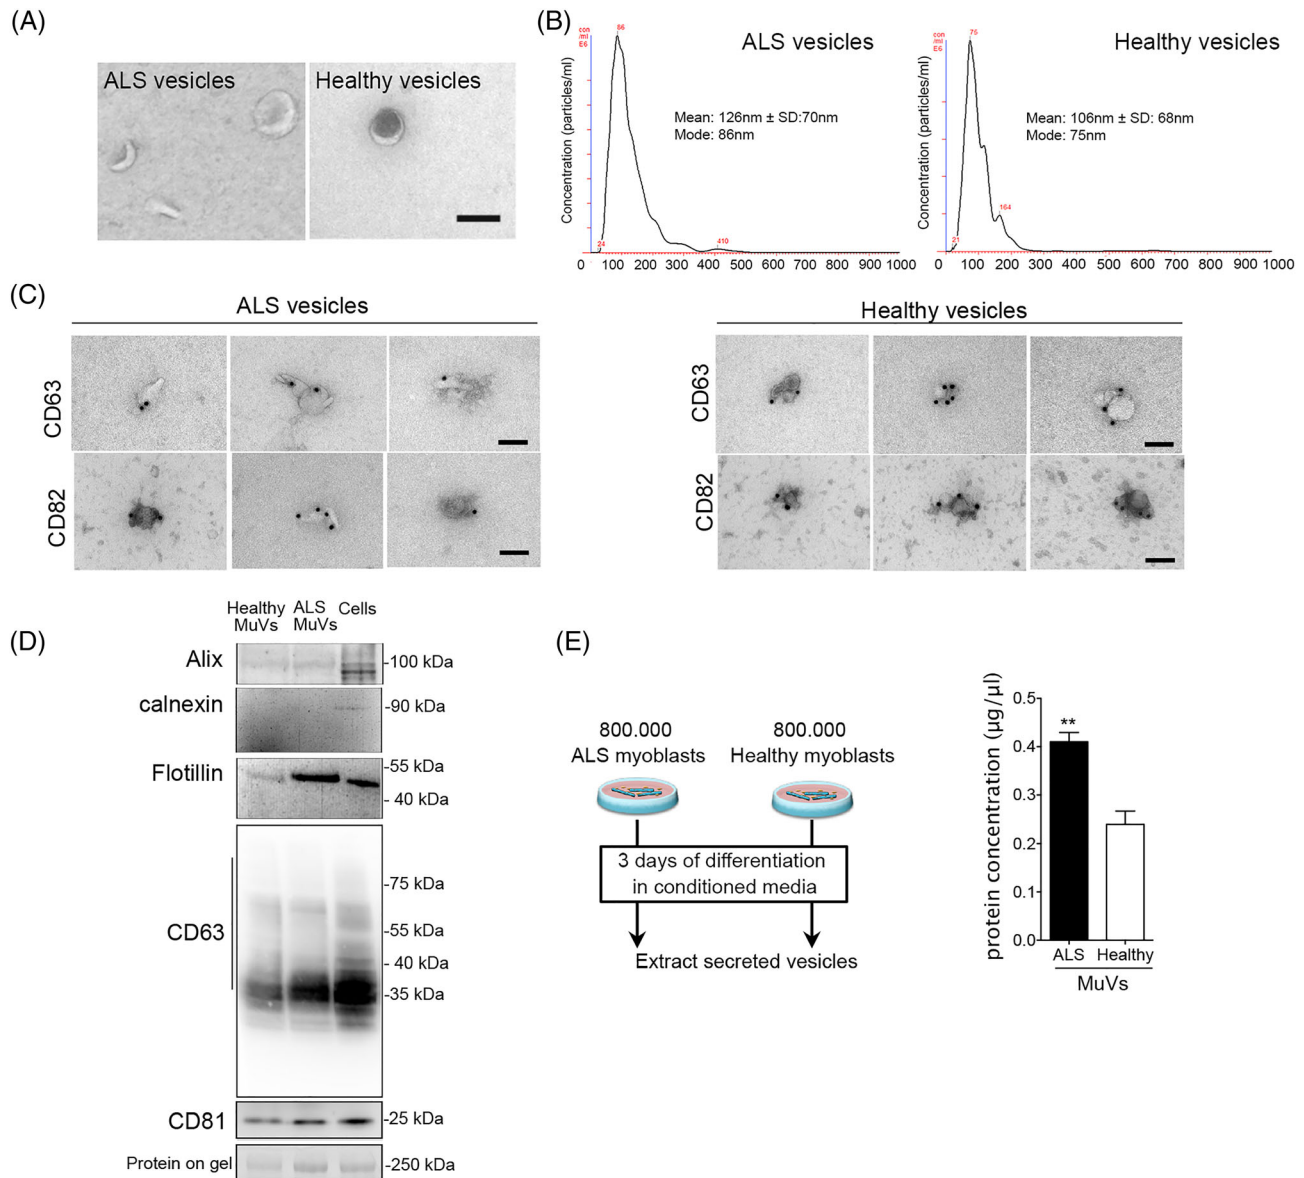 (A)
ALS vesicles
Healthy vesicles
(B)
con
/ml
E6
86
ALS vesicles
Concentration (particles/ml)
Mean: 126nm ± SD:70nm
Mode: 86nm
24
410
0 100 200 300 400 500 600 700 800 900 1000
con
/ml
E6
75
Healthy vesicles
Concentration (particles/ml)
Mean: 106nm ± SD: 68nm
Mode: 75nm
164
21
0 100 200 300 400 500 600 700 800 900 1000
(C)
ALS vesicles
CD63
CD82
Healthy vesicles
CD63
CD82
(D)
Healthy MuVs
ALS MuVs
Cells
Alix
-100 kDa
calnexin
-90 kDa
Flotillin
-55 kDa
- 40 kDa
CD63
-75 kDa
-55 kDa
- 40 kDa
-35 kDa
CD81
-25 kDa
Protein on gel
-250 kDa
(E)
800.000
ALS myoblasts
800.000
Healthy myoblasts
3 days of differentiation
in conditioned media
Extract secreted vesicles
protein concentration (µg/µl)
0.5
0.4
0.3
0.2
0.1
0.0
**
ALS Healthy
MuVs